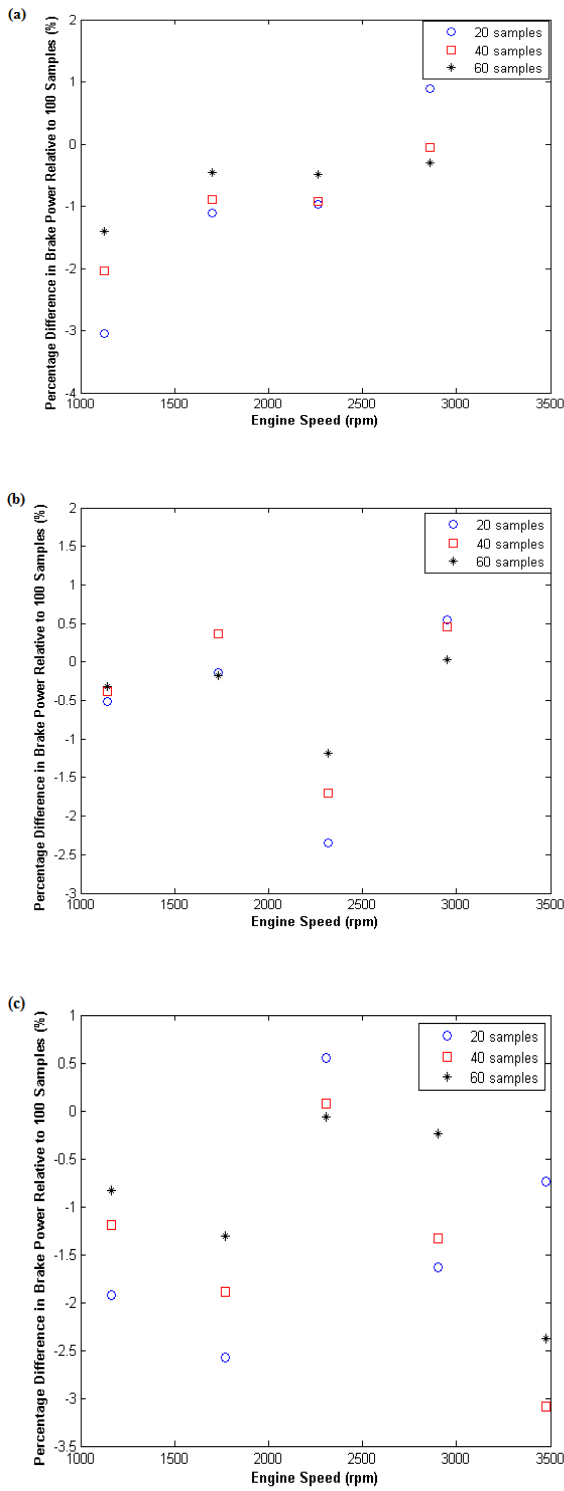 (a)
Percentage Difference in Brake Power Relative to 100 Samples (%)
2
1
0
-1
-2
-3
-4
20 samples
40 samples
60 samples
1000 1500 2000 2500 3000 3500
Engine Speed (rpm)
(b)
Percentage Difference in Brake Power Relative to 100 Samples (%)
2
1.5
1
0.5
0
-0.5
-1
-1.5
-2
-2.5
-3
20 samples
40 samples
60 samples
1000 1500 2000 2500 3000 3500
Engine Speed (rpm)
(c)
Percentage Difference in Brake Power Relative to 100 Samples (%)
1
0.5
0
-0.5
-1
-1.5
-2
-2.5
-3
-3.5
20 samples
40 samples
60 samples
1000 1500 2000 2500 3000 3500
Engine Speed (rpm)